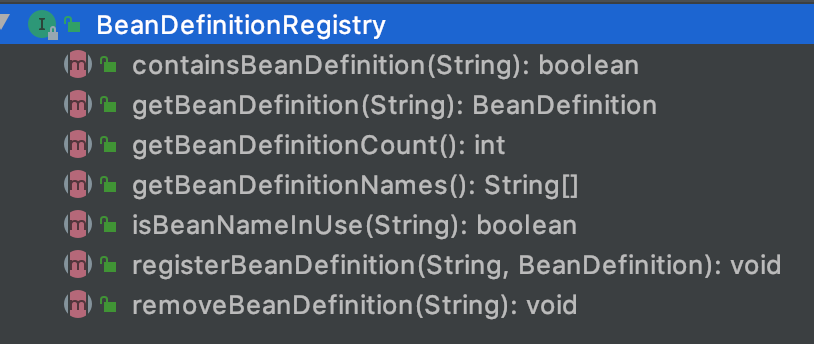 BeanDefinitionRegistry
containsBeanDefinition(String): boolean
getBeanDefinition(String): BeanDefinition
getBeanDefinitionCount(): int
getBeanDefinitionNames(): String[]
isBeanNameInUse(String): boolean
registerBeanDefinition(String, BeanDefinition): void
removeBeanDefinition(String): void